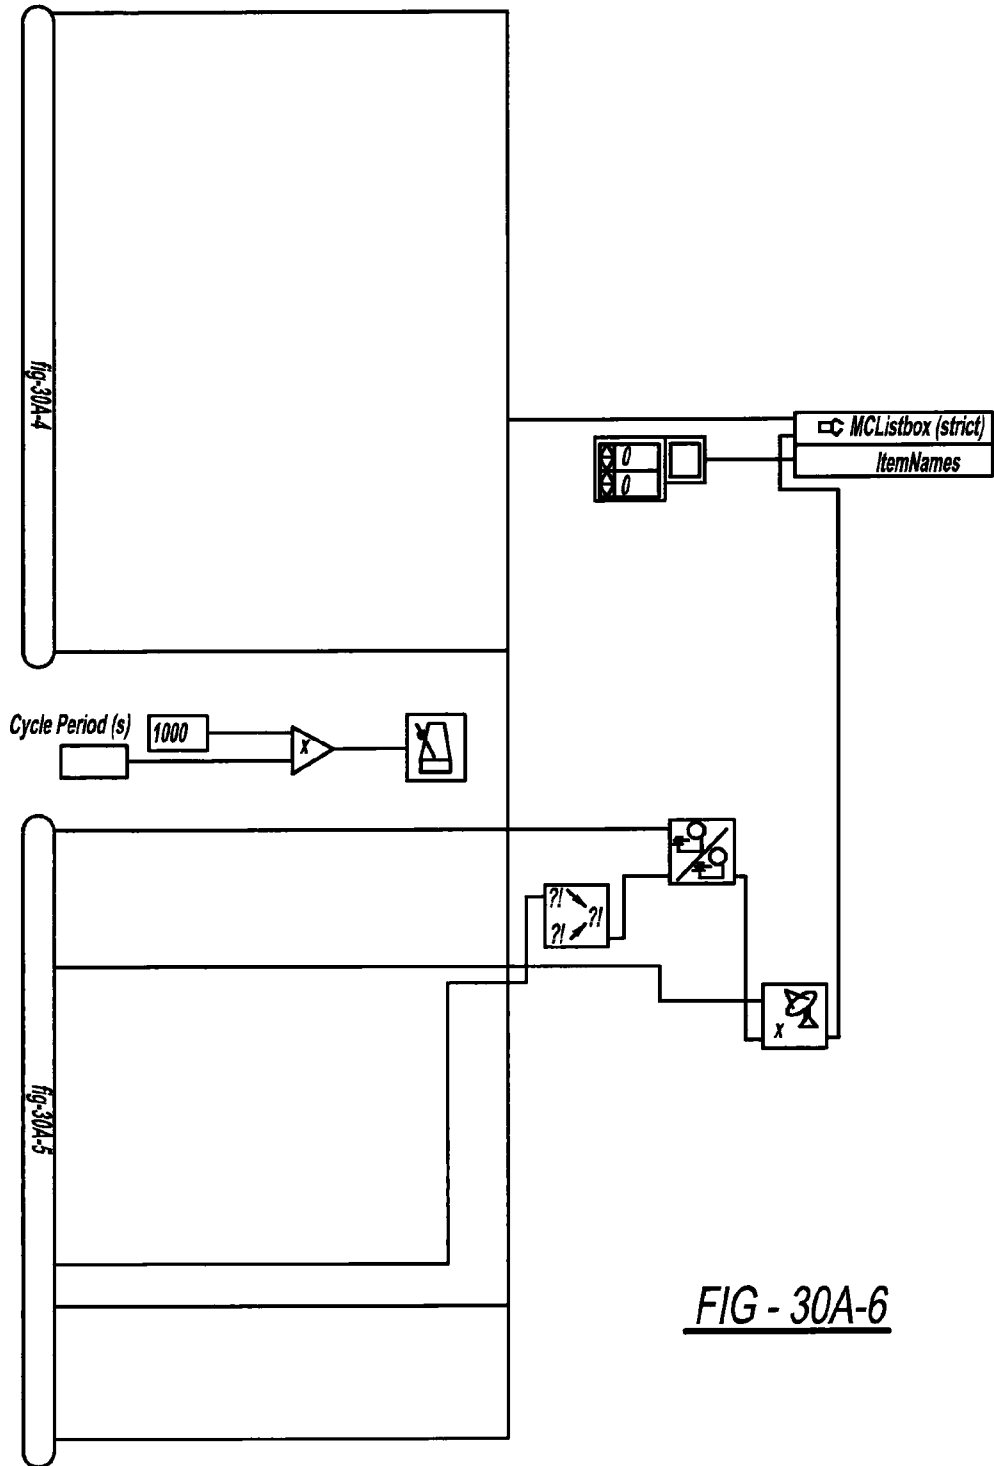 fig-30A-4
MCListbox (strict)
0
ItemNames
0
Cycle Period (s)
1000
X
?!
?!
?!
X
fig-30A-5
FIG - 30A-6